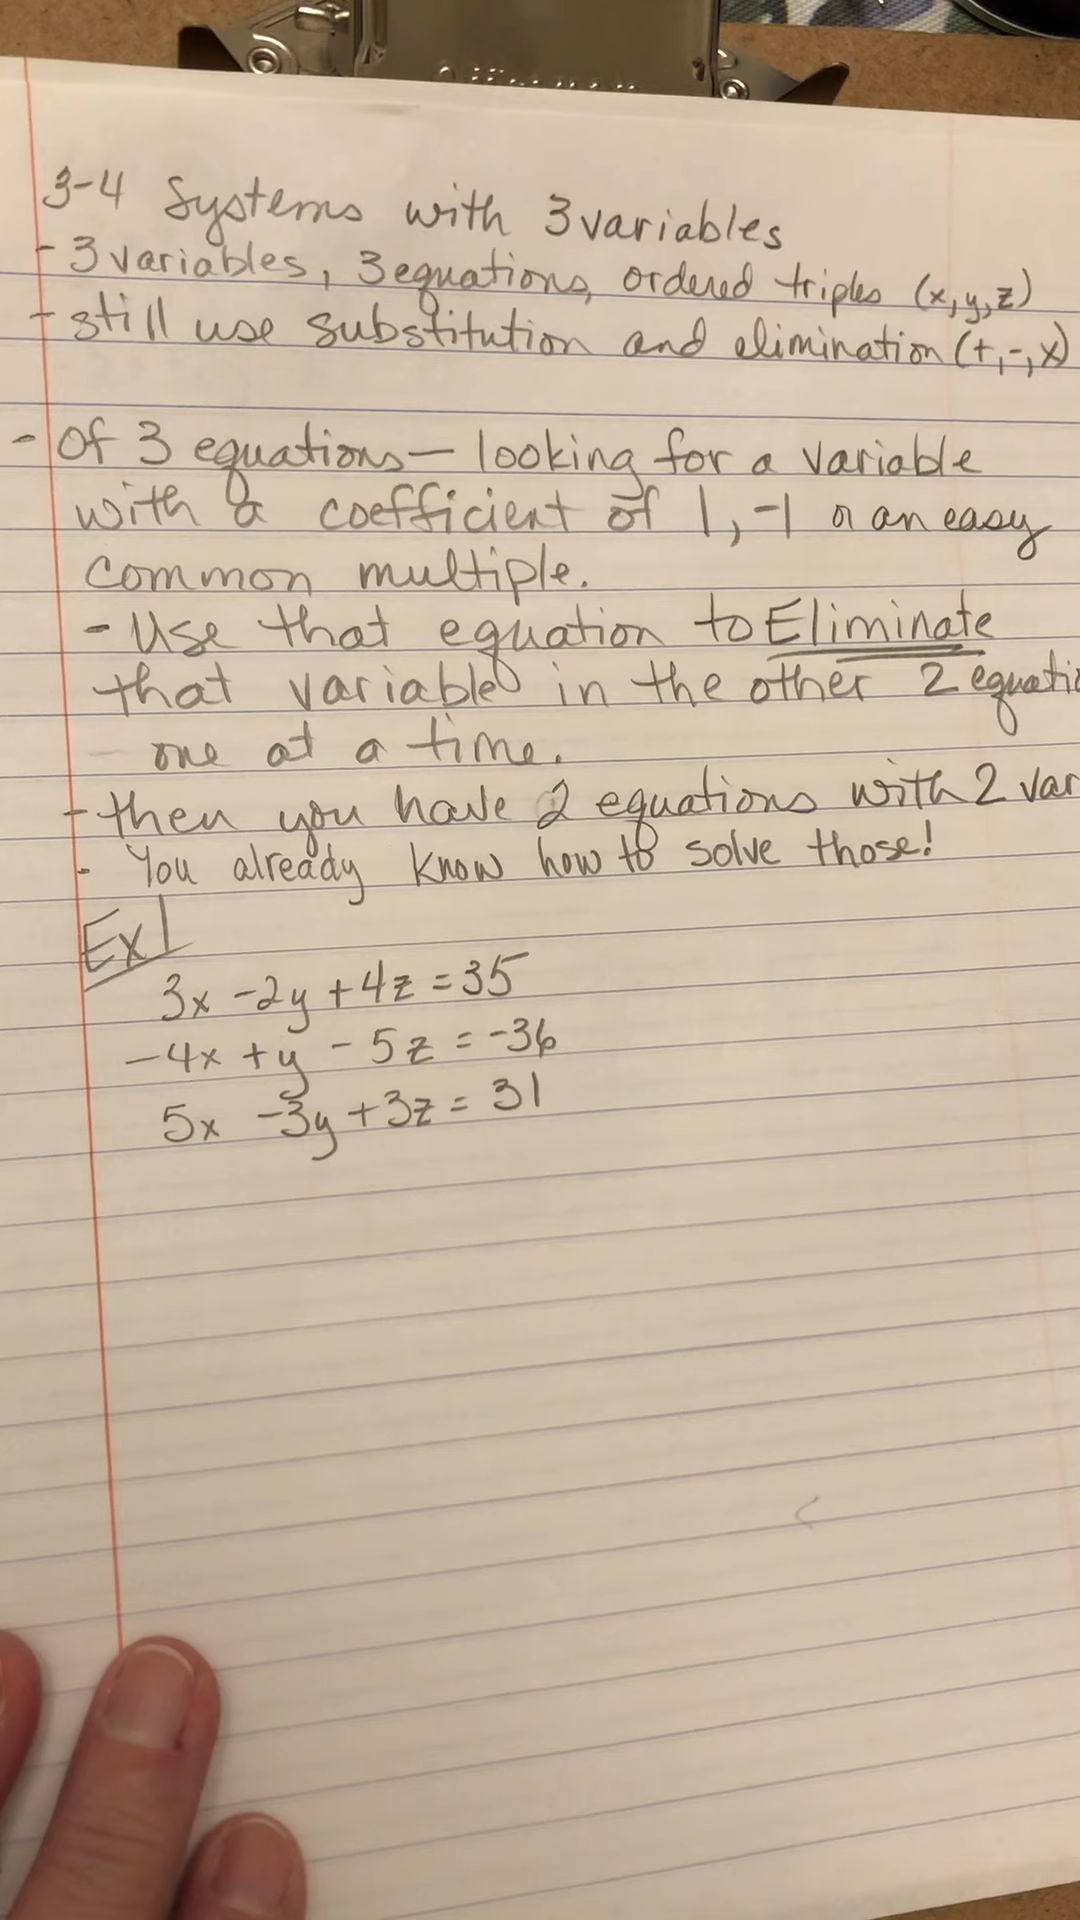 3-4 Systems with 3 variables
- 3 variables, 3 equations, ordered triples (x,y,z)
- still use substitution and elimination (+,-,x)
- Of 3 equations — looking for a variable
with a coefficient of 1, -1 or an easy
common multiple.
- Use that equation to Eliminate
that variable in the other 2 equati
one at a time.
- then you have 2 equations with 2 var
- You already know how to solve those!
Ex 1
3x -2y +4z = 35
-4x +y -5z = -36
5x -3y +3z = 31